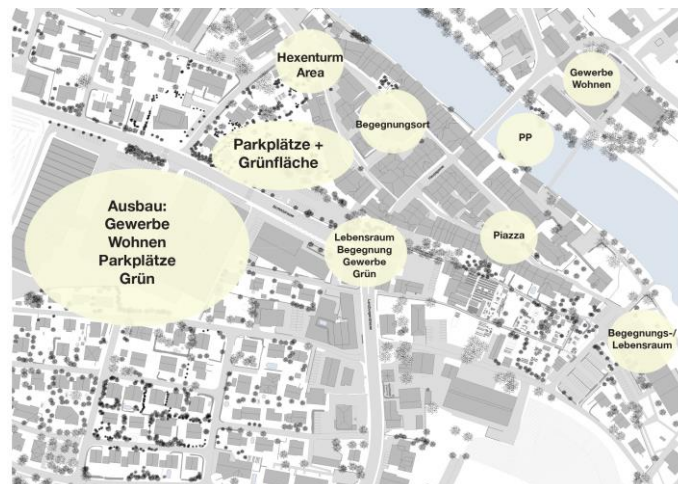 Hexenturm
Area
Gewerbe
Wohnen
Begegnungsort
PP
Parkplätze +
Grünfläche
Ausbau:
Gewerbe
Wohnen
Parkplätze
Grün
Lebensraum
Begegnung
Gewerbe
Grün
Piazza
Begegnungs-/
Lebensraum